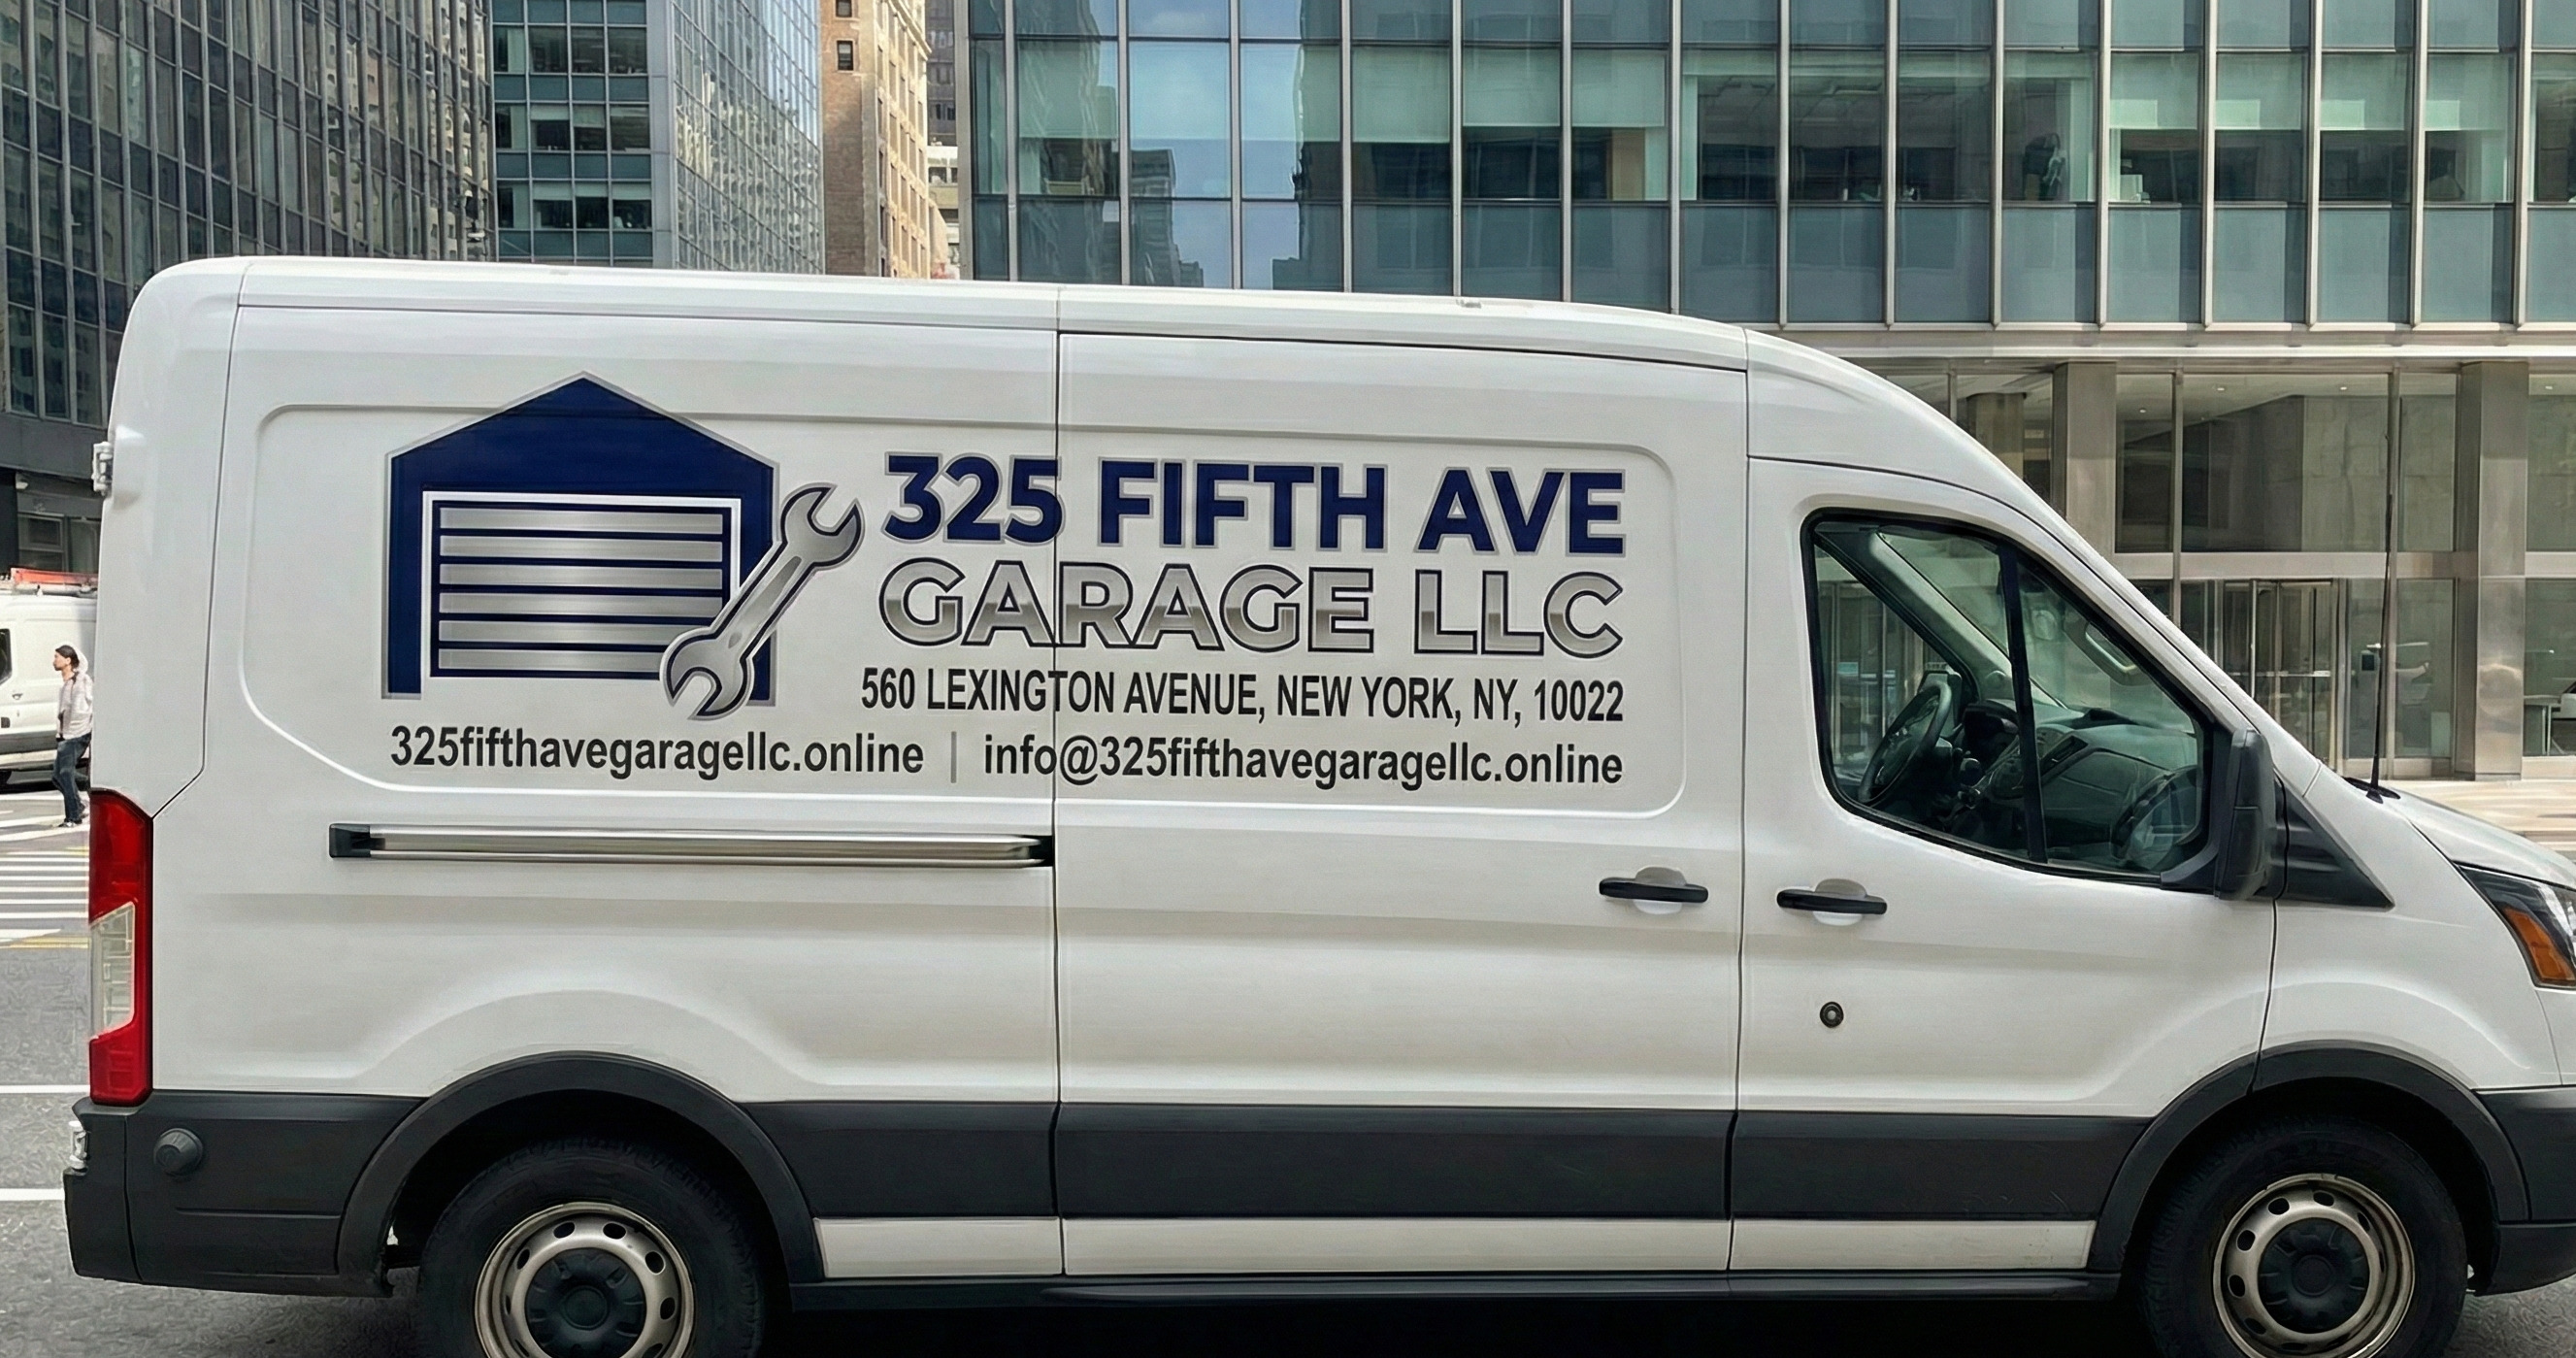 325 FIFTH AVE
GARAGE LLC
560 LEXINGTON AVENUE, NEW YORK, NY, 10022
325fifthavegaragellc.online | info@325fifthavegaragellc.online